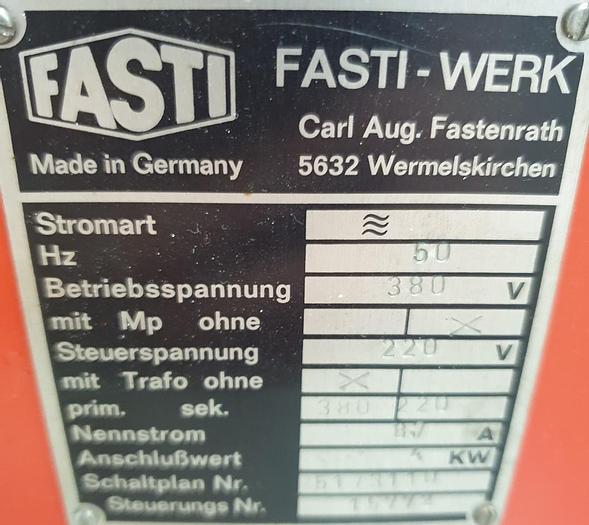 FASTI
FASTI-WERK
Carl Aug. Fastenrath
Made in Germany 5632 Wermelskirchen
Stromart ≋
Hz 50
Betriebsspannung 380 V
mit Mp ohne X
Steuerspannung 220 V
mit Trafo ohne X
prim. sek. 380 220
Nennstrom A
Anschlußwert 4 KW
Schaltplan Nr.
Steuerungs Nr.